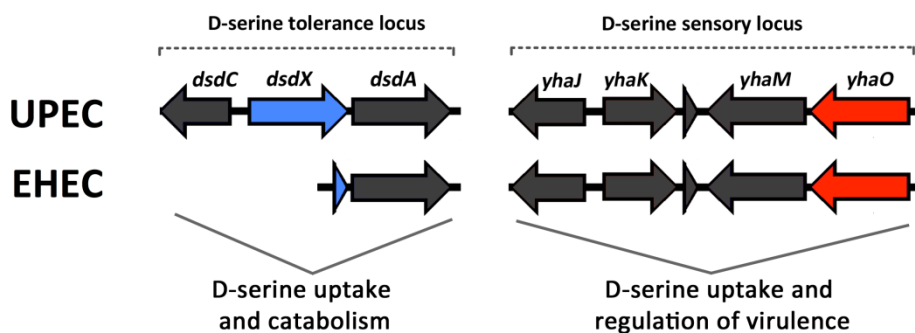 D-serine tolerance locus
D-serine sensory locus
dsdC dsdX dsdA
yhaJ yhaK yhaM yhaO
UPEC
EHEC
D-serine uptake
and catabolism
D-serine uptake and
regulation of virulence